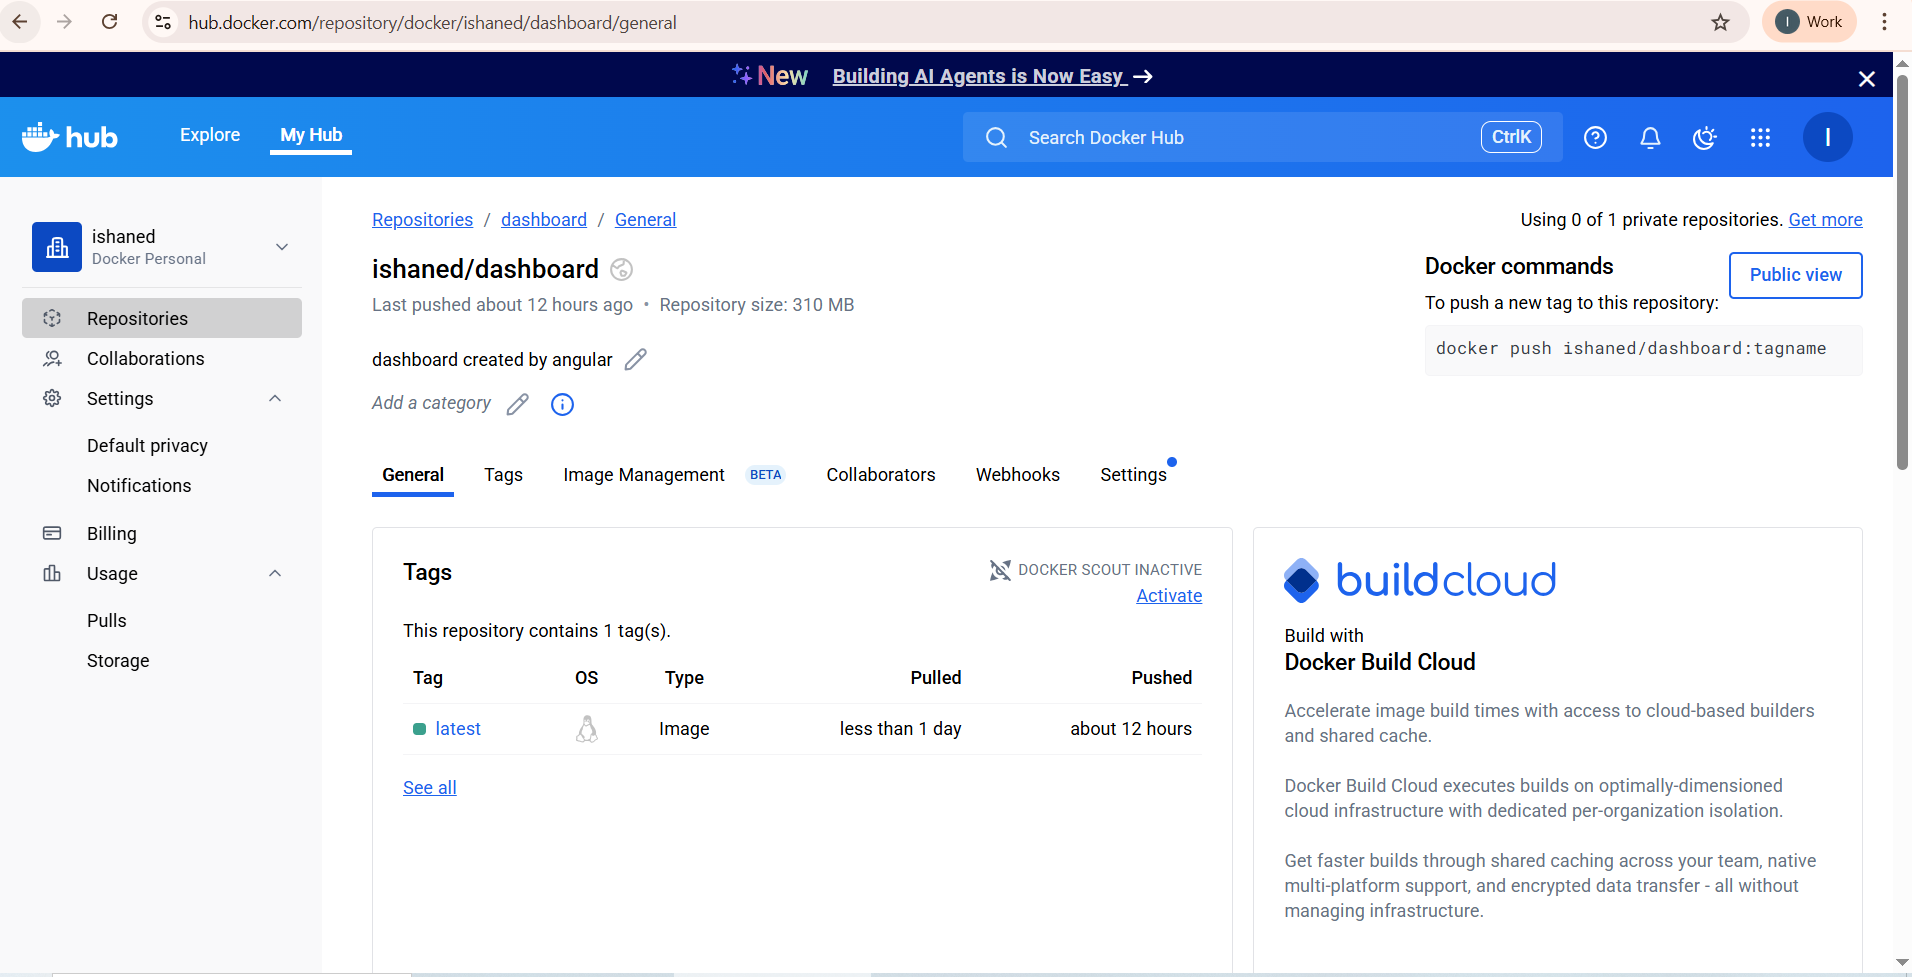 hub.docker.com/repository/docker/ishaned/dashboard/general
I Work
New Building AI Agents is Now Easy →
hub Explore My Hub Search Docker Hub CtrlK I
ishaned
Docker Personal
Repositories
Collaborations
Settings
Default privacy
Notifications
Billing
Usage
Pulls
Storage
Repositories / dashboard / General
Using 0 of 1 private repositories. Get more
ishaned/dashboard
Last pushed about 12 hours ago • Repository size: 310 MB
dashboard created by angular
Add a category
Docker commands
Public view
To push a new tag to this repository:
docker push ishaned/dashboard:tagname
General Tags Image Management BETA Collaborators Webhooks Settings
Tags
DOCKER SCOUT INACTIVE
Activate
This repository contains 1 tag(s).
Tag OS Type Pulled Pushed
latest Image less than 1 day about 12 hours
See all
buildcloud
Build with
Docker Build Cloud
Accelerate image build times with access to cloud-based builders
and shared cache.
Docker Build Cloud executes builds on optimally-dimensioned
cloud infrastructure with dedicated per-organization isolation.
Get faster builds through shared caching across your team, native
multi-platform support, and encrypted data transfer - all without
managing infrastructure.